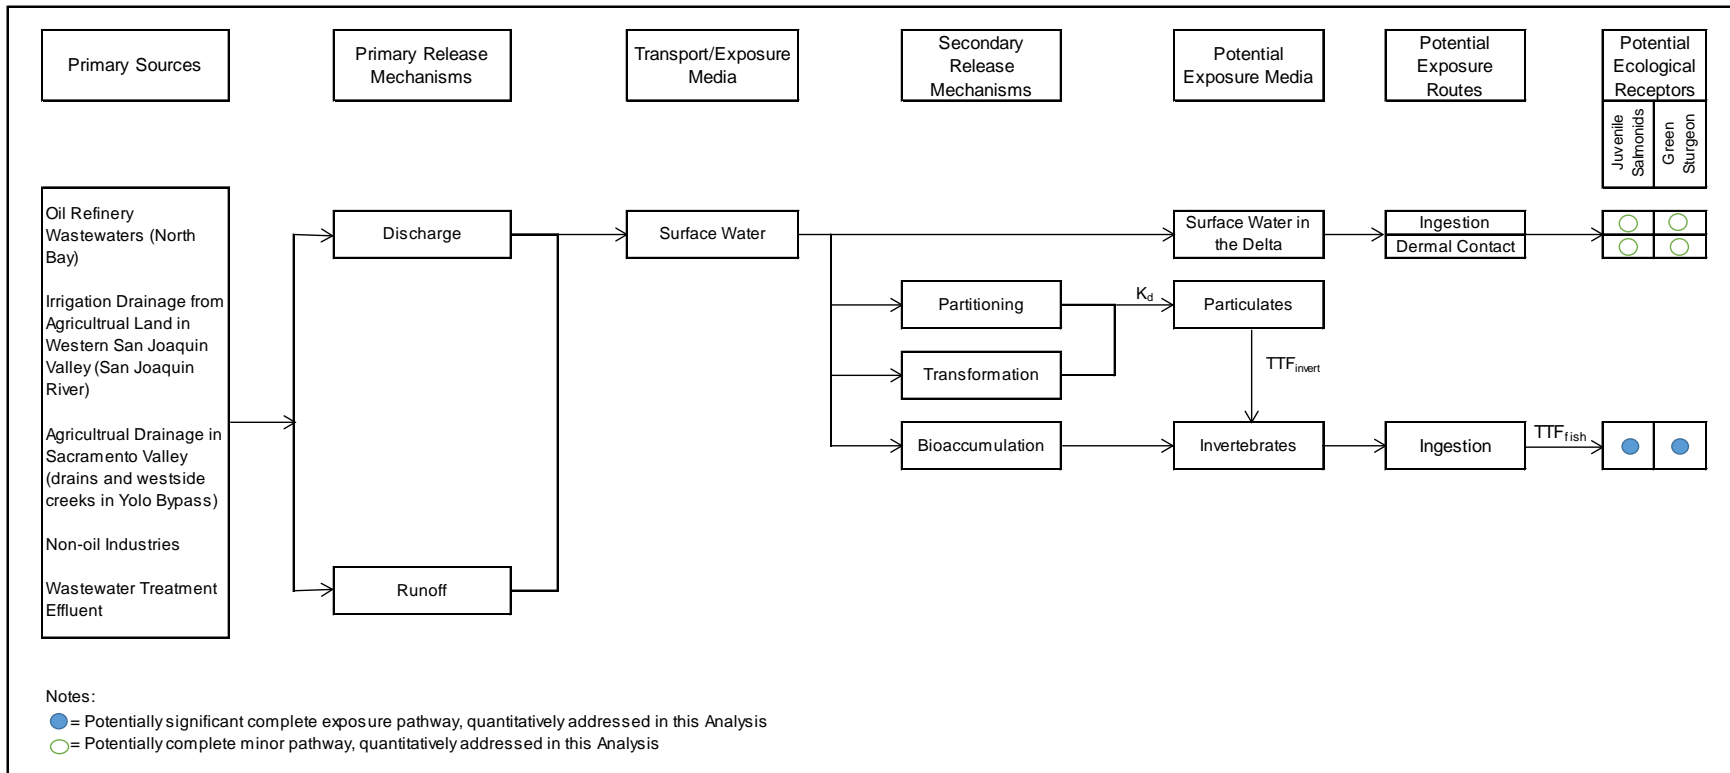 Primary Sources
Primary Release
Mechanisms
Transport/Exposure
Media
Secondary
Release
Mechanisms
Potential
Exposure Media
Potential
Exposure
Routes
Potential
Ecological
Receptors
Juvenile
Salmonids
Green
Sturgeon
Oil Refinery
Wastewaters (North
Bay)
Irrigation Drainage from
Agricultrual Land in
Western San Joaquin
Valley (San Joaquin
River)
Agricultrual Drainage in
Sacramento Valley
(drains and westside
creeks in Yolo Bypass)
Non-oil Industries
Wastewater Treatment
Effluent
Discharge
Runoff
Surface Water
Partitioning
Transformation
Bioaccumulation
Kd
Surface Water in
the Delta
Particulates
TTFinvert
Invertebrates
Ingestion
Dermal Contact
Ingestion
TTFfish
Notes:
= Potentially significant complete exposure pathway, quantitatively addressed in this Analysis
= Potentially complete minor pathway, quantitatively addressed in this Analysis